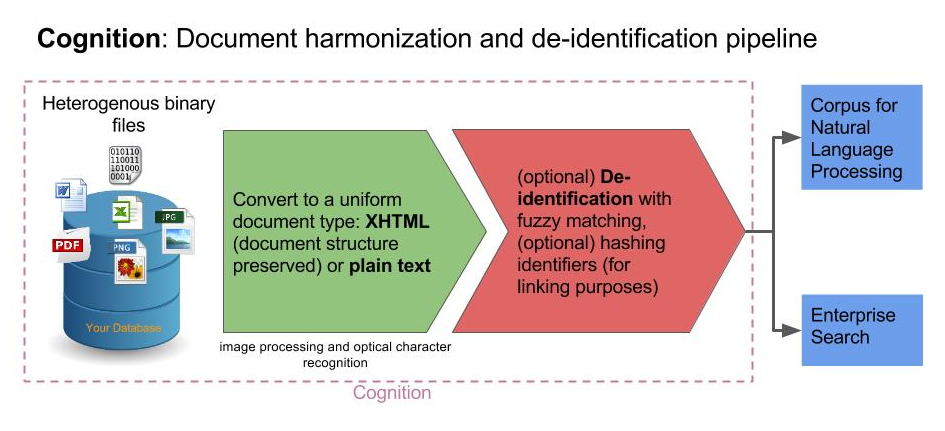 Cognition: Document harmonization and de-identification pipeline
Heterogenous binary
files
010110
110011
101000
0001
W
X
JPG
PDF
PNG
Your Database
Convert to a uniform
document type: XHTML
(document structure
preserved) or plain text
image processing and optical character
recognition
(optional) De-
identification with
fuzzy matching,
(optional) hashing
identifiers (for
linking purposes)
Cognition
Corpus for
Natural
Language
Processing
Enterprise
Search